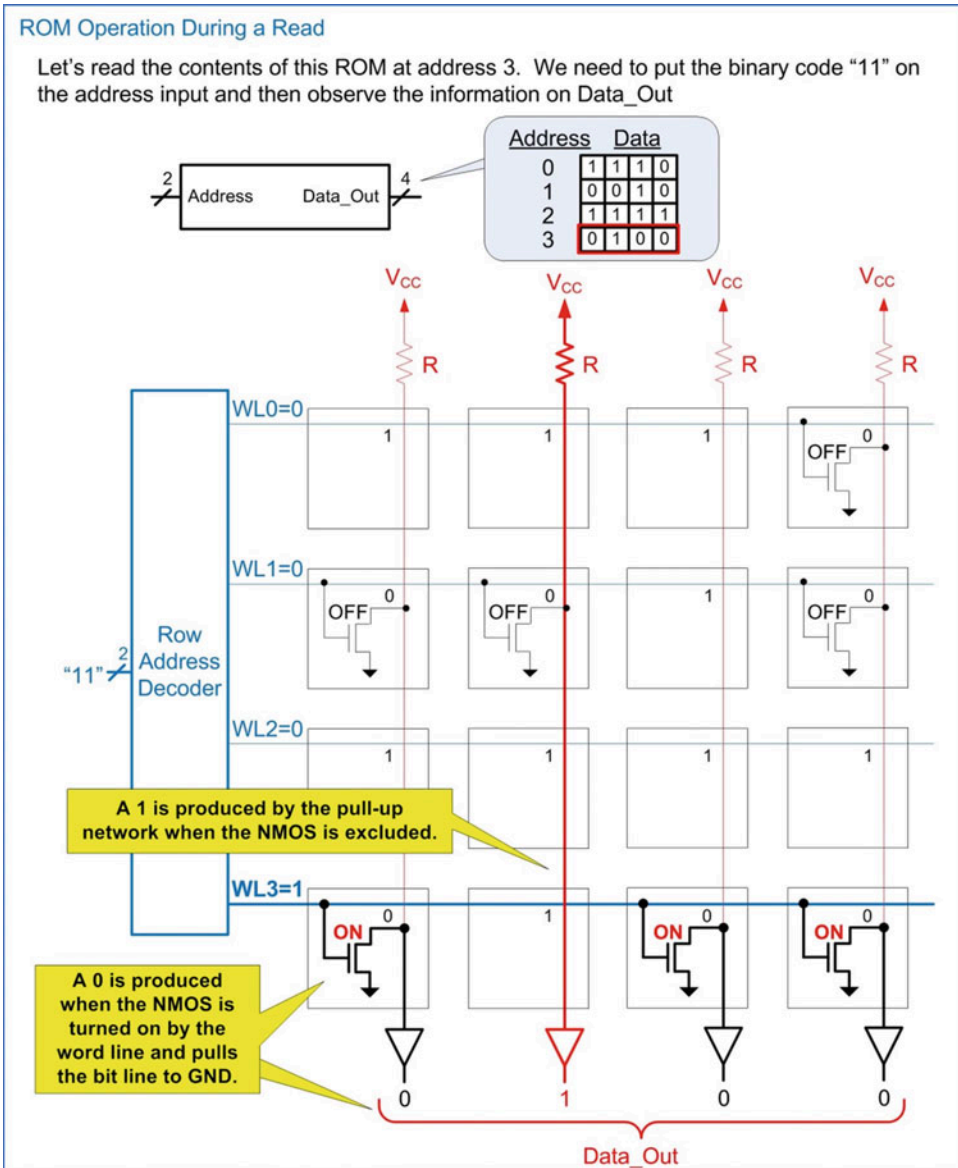 ROM Operation During a Read
Let's read the contents of this ROM at address 3. We need to put the binary code "11" on
the address input and then observe the information on Data_Out
Address Data
0 1 1 1 0
1 0 0 1 0
2 1 1 1 1
3 0 1 0 0
2
Address
Data_Out
4
VCC VCC VCC VCC
R R R R
WL0=0
1 1 1 0
OFF
WL1=0
0 0 1 0
OFF OFF OFF
"11"
2
Row
Address
Decoder
WL2=0
1 1 1 1
A 1 is produced by the pull-up
network when the NMOS is excluded.
WL3=1
0 1 0 0
ON ON ON
A 0 is produced
when the NMOS is
turned on by the
word line and pulls
the bit line to GND.
0 1 0 0
Data_Out